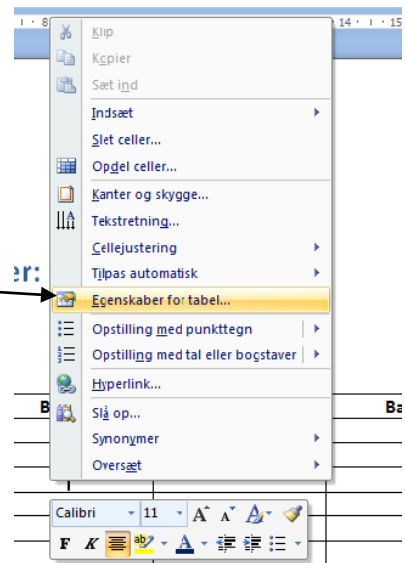 8 14 15
Klip
Kopier
Sæt ind
Indsæt
Slet celler...
Opdel celler...
Kanter og skygge...
Tekstretning...
Cellejustering
Tilpas automatisk
er:
Egenskaber for tabel...
Opstilling med punkttegn
Opstilling med tal eller bogstaver
Hyperlink...
B Slå op... Ba
Synonymer
Oversæt
Calibri 11 A A A
F K ab A